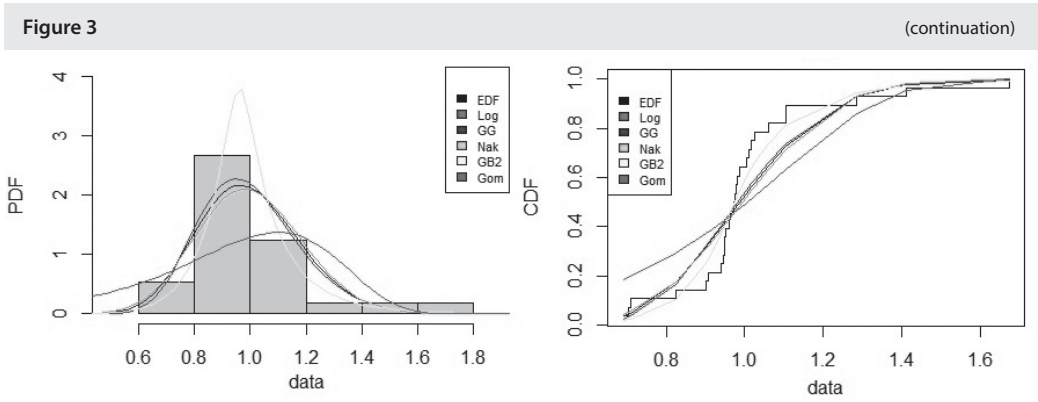 Figure 3 (continuation)
PDF
4
3
2
1
0
EDF
Log
GG
Nak
GB2
Gom
0.6 0.8 1.0 1.2 1.4 1.6 1.8
data
CDF
1.0
0.8
0.6
0.4
0.2
0.0
EDF
Log
GG
Nak
GB2
Gom
0.8 1.0 1.2 1.4 1.6
data